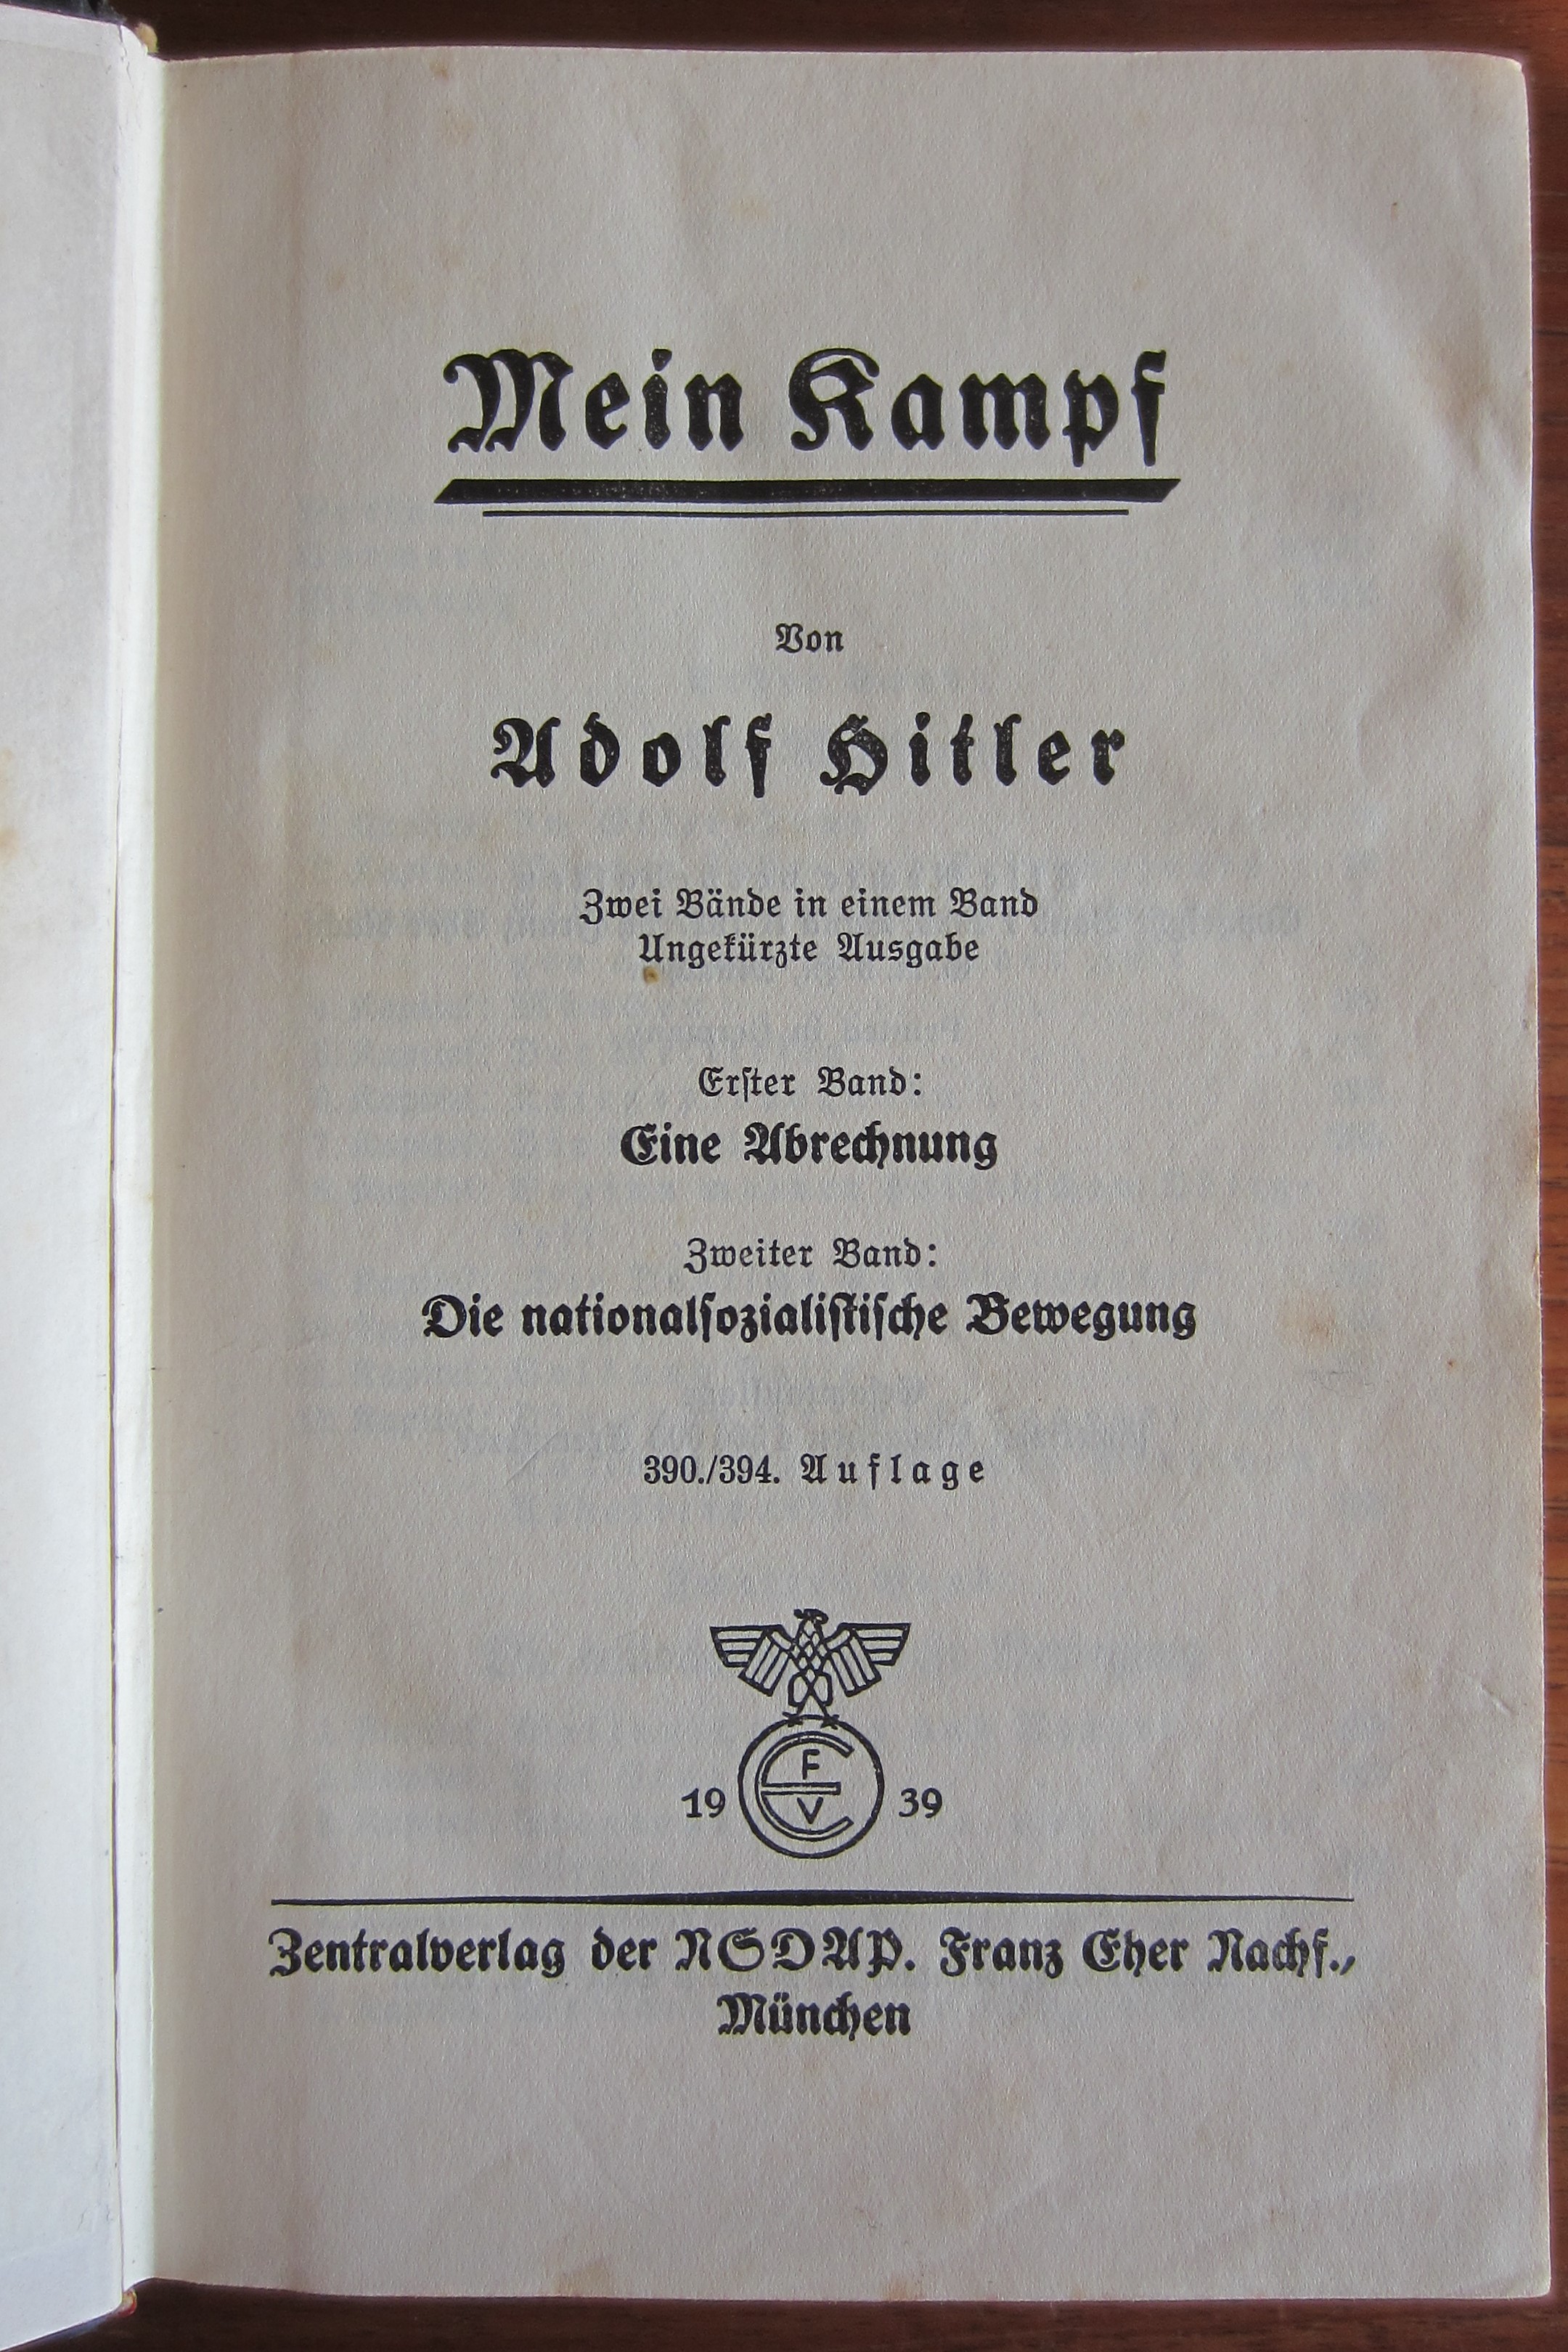 Mein Kampf
Von
Adolf Hitler
Zwei Bände in einem Band
Ungekürzte Ausgabe
Erster Band:
Eine Abrechnung
Zweiter Band:
Die nationalsozialistische Bewegung
390./394. Auflage
F
19 E 39
V
Zentralverlag der NSDAP. Franz Eher Nachf.,
München